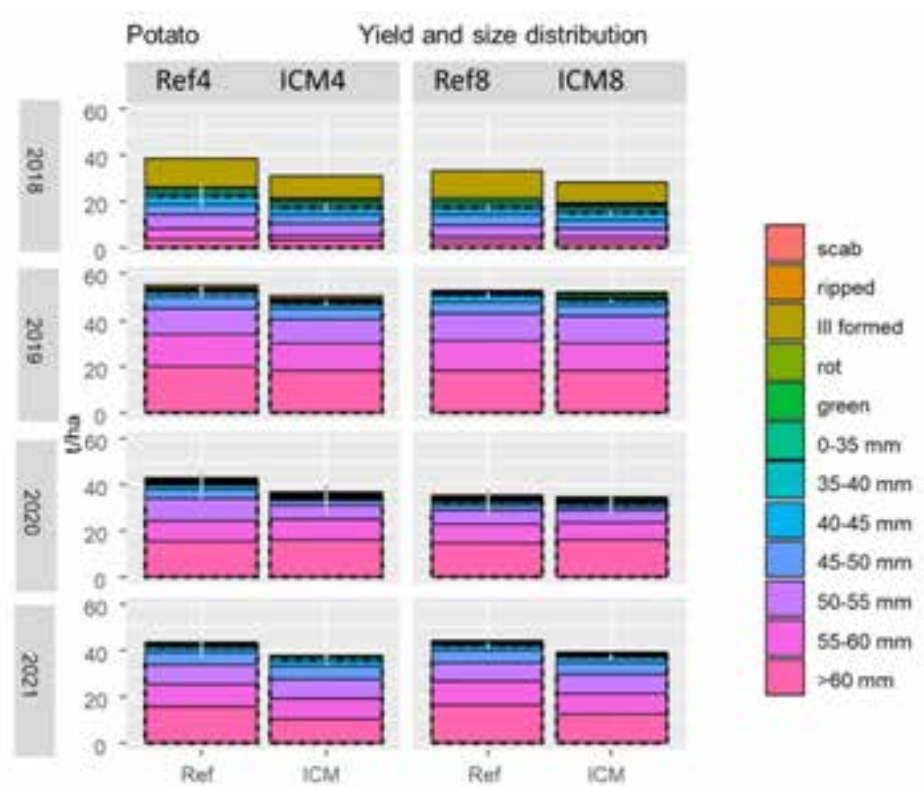 Potato Yield and size distribution
Ref4 ICM4 Ref8 ICM8
2018
60
40
20
0
2019
60
40
20
0
t/ha
2020
60
40
20
0
2021
60
40
20
0
Ref ICM Ref ICM
scab
ripped
Ill formed
rot
green
0-35 mm
35-40 mm
40-45 mm
45-50 mm
50-55 mm
55-60 mm
>60 mm